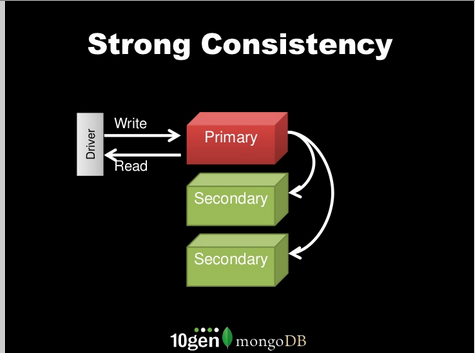 Strong Consistency
Write
Driver
Primary
Read
Secondary
Secondary
10gen mongoDB